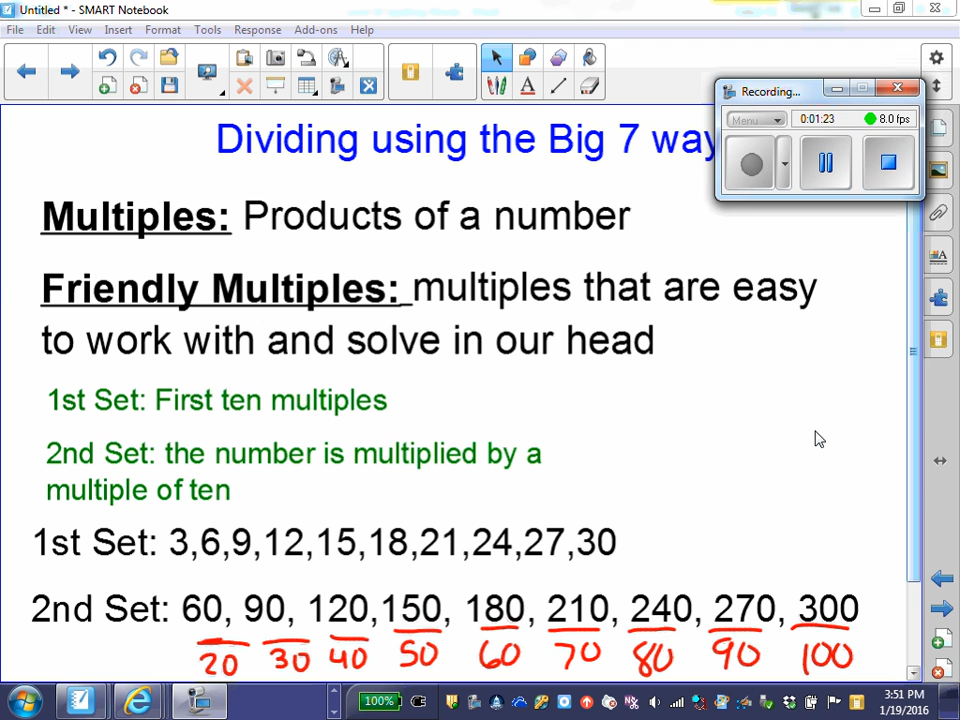 Untitled * - SMART Notebook
File Edit View Insert Format Tools Response Add-ons Help
Recording...
Menu 0:01:23 8.0 fps
Dividing using the Big 7 way
Multiples: Products of a number
Friendly Multiples: multiples that are easy
to work with and solve in our head
1st Set: First ten multiples
2nd Set: the number is multiplied by a
multiple of ten
1st Set: 3,6,9,12,15,18,21,24,27,30
2nd Set: 60, 90, 120,150, 180, 210, 240, 270, 300
20 30 40 50 60 70 80 90 100
100%
3:51 PM
1/19/2016